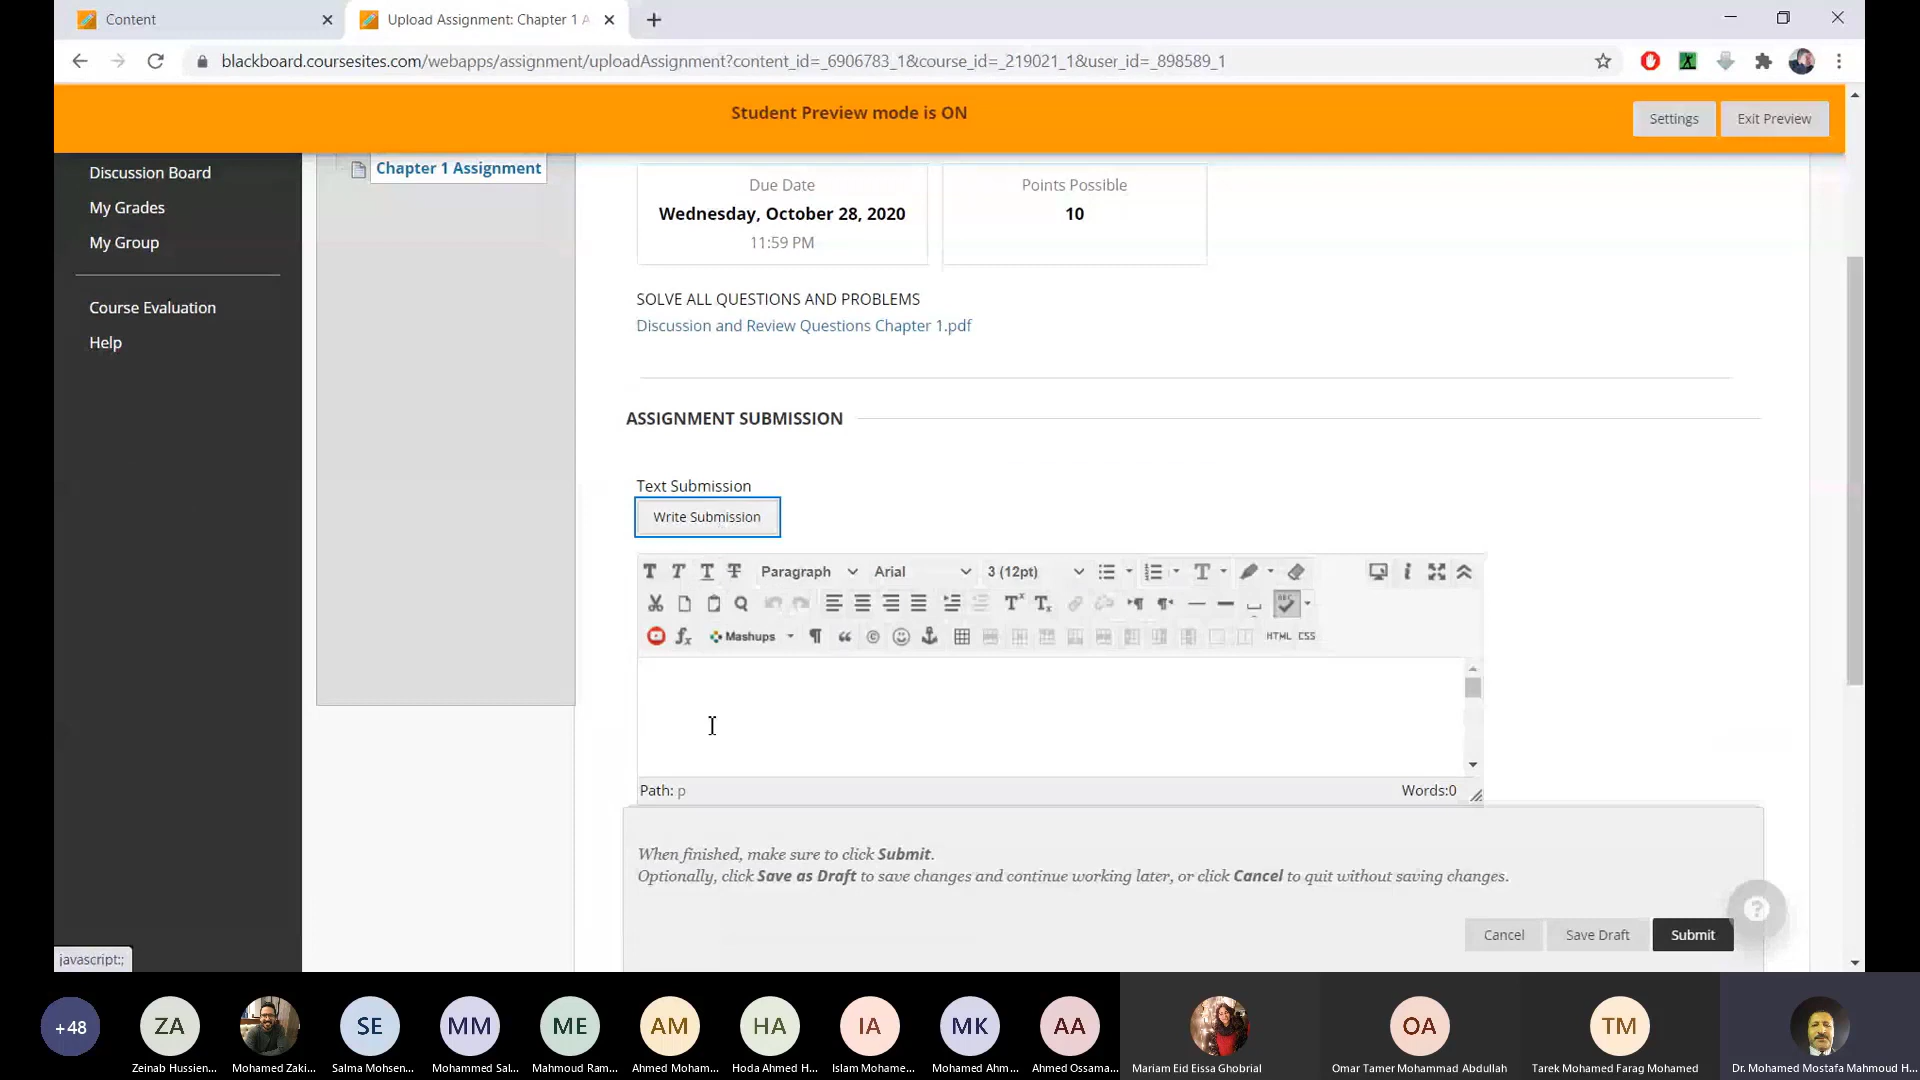 Content
Upload Assignment: Chapter 1 A
blackboard.coursesites.com/webapps/assignment/uploadAssignment?content_id=_6906783_1&course_id=_219021_1&user_id=_898589_1
Student Preview mode is ON
Settings
Exit Preview
Discussion Board
My Grades
My Group
Course Evaluation
Help
Chapter 1 Assignment
Due Date
Wednesday, October 28, 2020
11:59 PM
Points Possible
10
SOLVE ALL QUESTIONS AND PROBLEMS
Discussion and Review Questions Chapter 1.pdf
ASSIGNMENT SUBMISSION
Text Submission
Write Submission
T T T T Paragraph Arial 3 (12pt) T
ABC
Mashups HTML CSS
Path: p
Words:0
When finished, make sure to click Submit.
Optionally, click Save as Draft to save changes and continue working later, or click Cancel to quit without saving changes.
Cancel
Save Draft
Submit
javascript:;
+48
ZA
SE
MM
ME
AM
HA
IA
MK
AA
OA
TM
Zeinab Hussien...
Mohamed Zaki...
Salma Mohsen...
Mohammed Sal...
Mahmoud Ram...
Ahmed Moham...
Hoda Ahmed H...
Islam Mohame...
Mohamed Ahm...
Ahmed Ossama...
Mariam Eid Eissa Ghobrial
Omar Tamer Mohammad Abdullah
Tarek Mohamed Farag Mohamed
Dr. Mohamed Mostafa Mahmoud H...